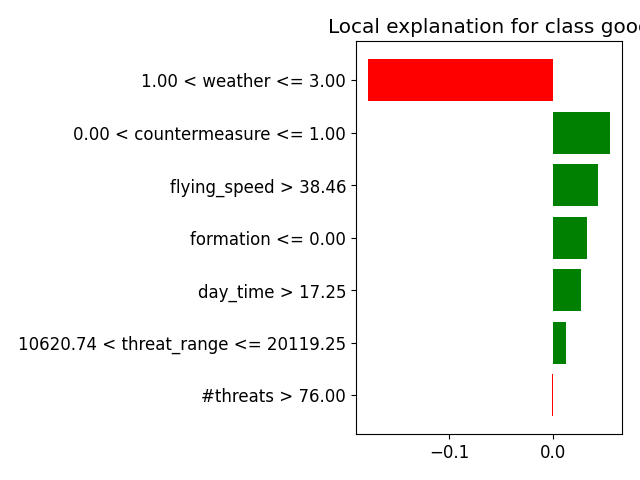 Local explanation for class good
1.00 < weather <= 3.00
0.00 < countermeasure <= 1.00
flying_speed > 38.46
formation <= 0.00
day_time > 17.25
10620.74 < threat_range <= 20119.25
#threats > 76.00
−0.1 0.0